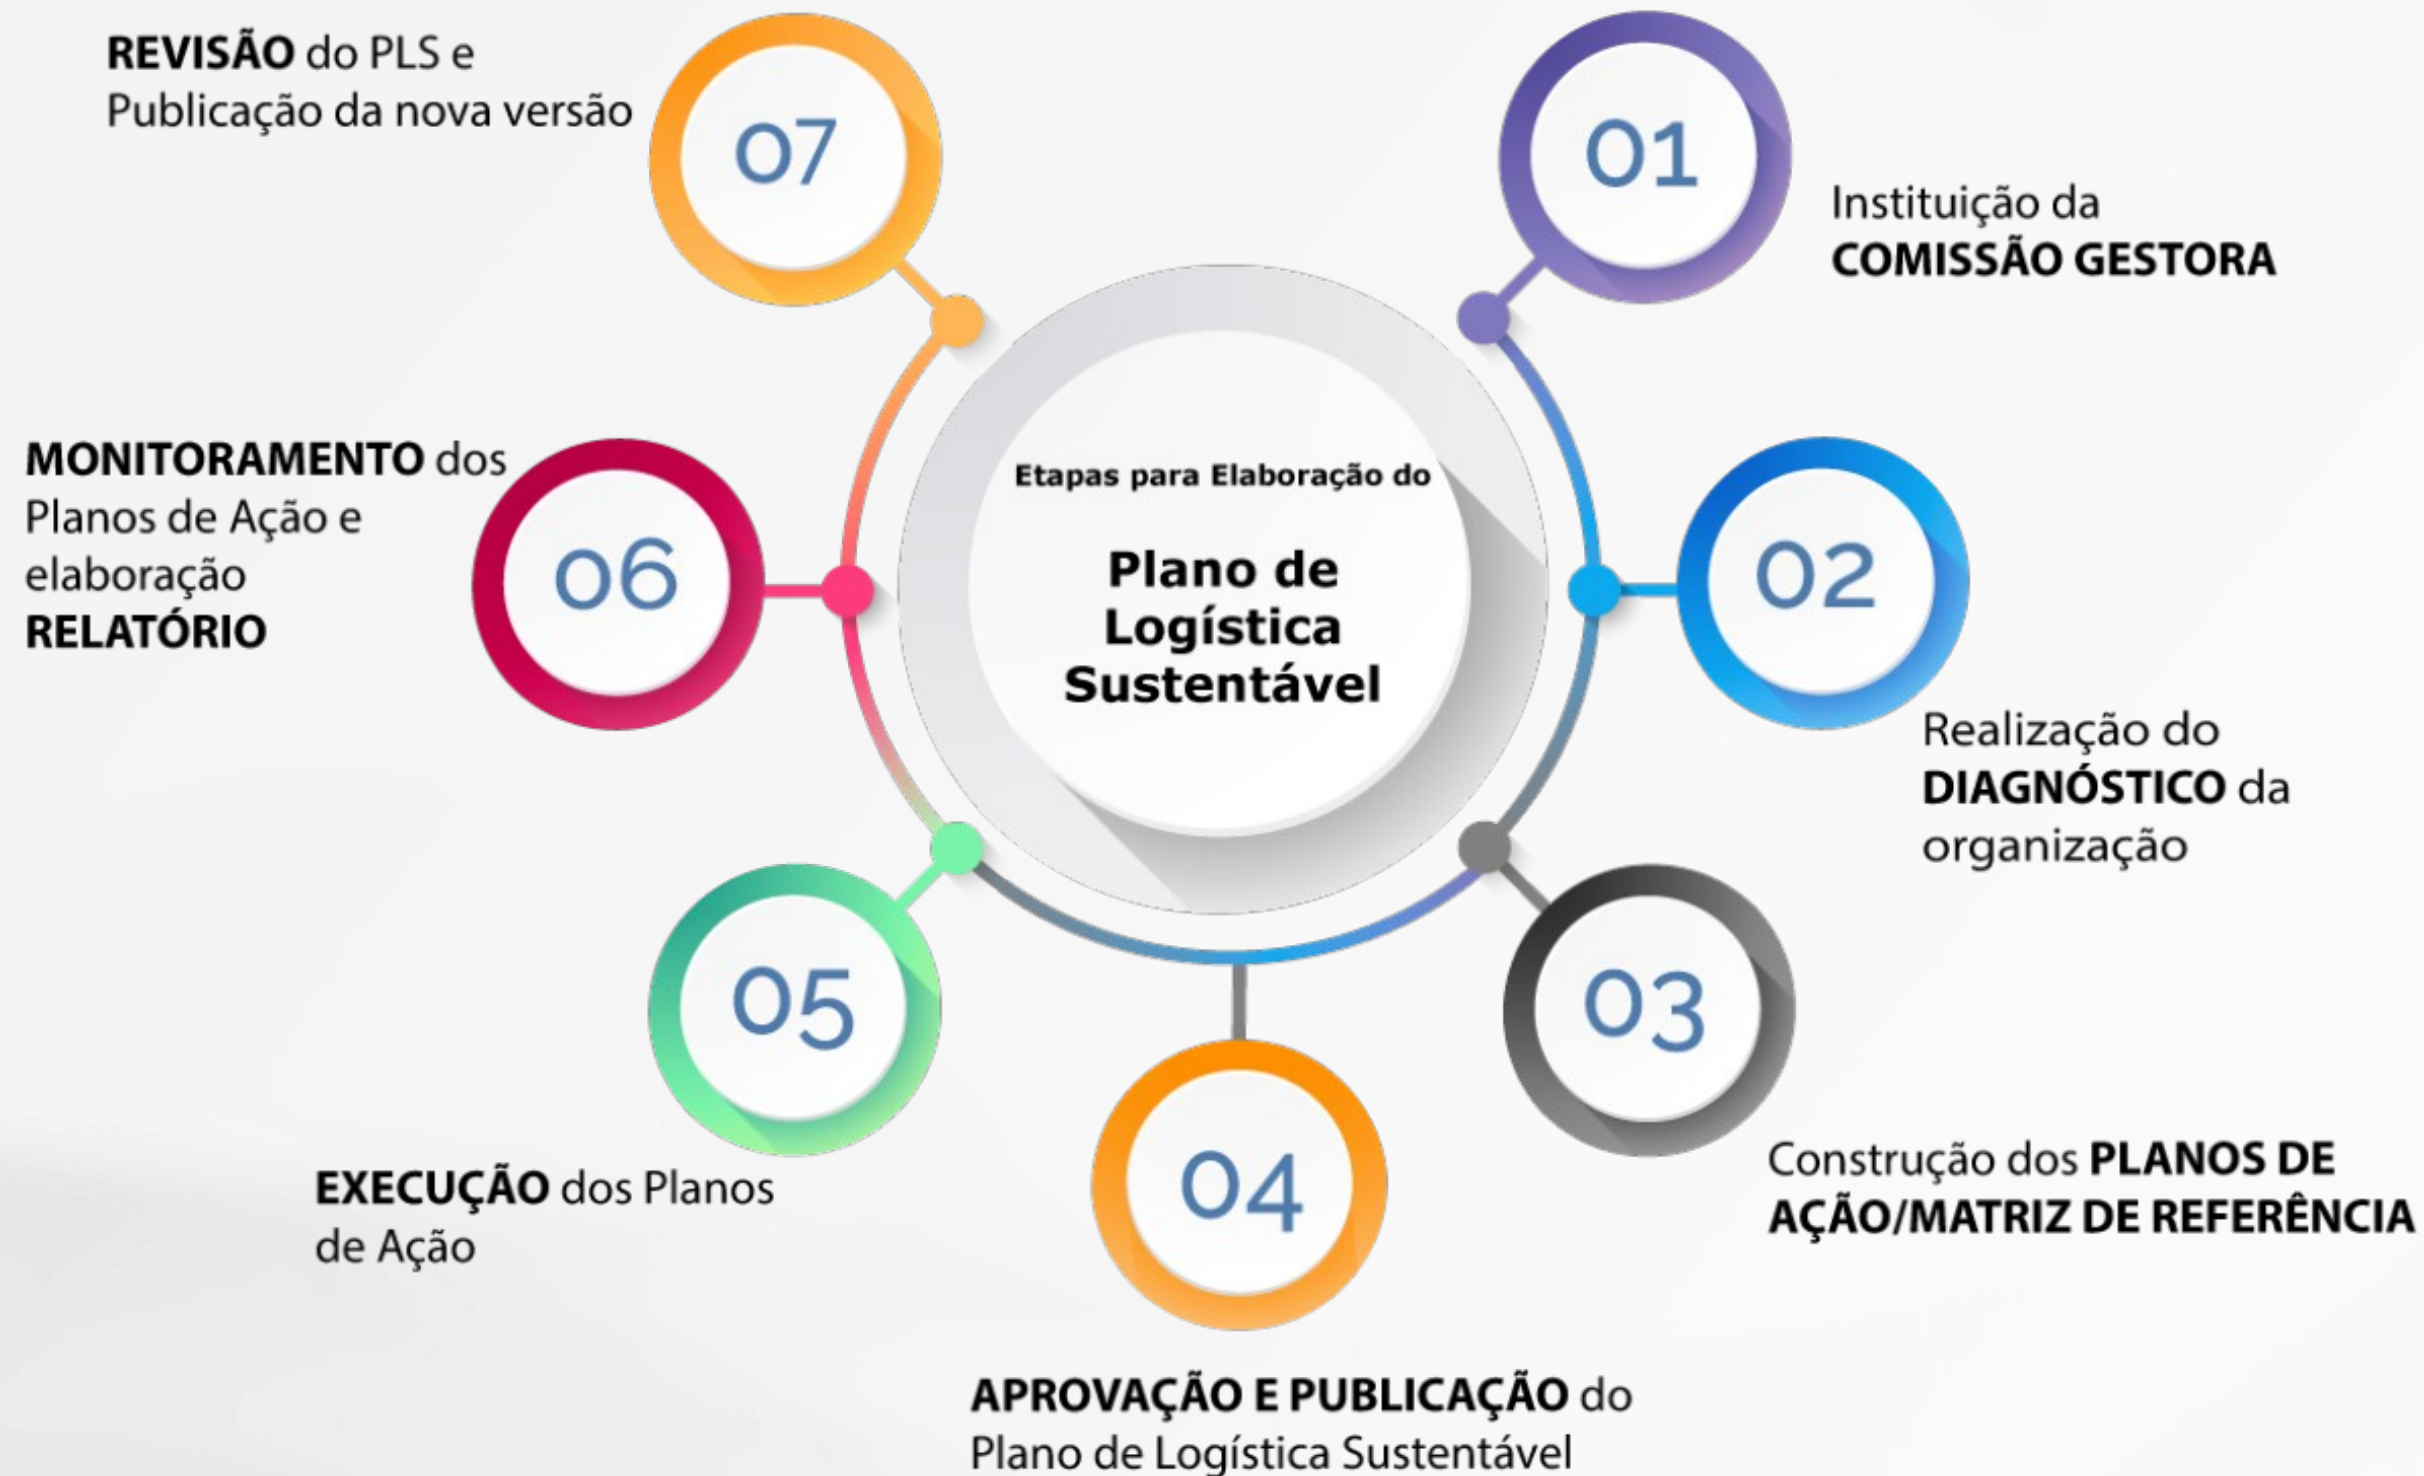 Etapas para Elaboração do
Plano de
Logística
Sustentável
01
Instituição da
COMISSÃO GESTORA
02
Realização do
DIAGNÓSTICO da
organização
03
Construção dos PLANOS DE
AÇÃO/MATRIZ DE REFERÊNCIA
04
APROVAÇÃO E PUBLICAÇÃO do
Plano de Logística Sustentável
05
EXECUÇÃO dos Planos
de Ação
06
MONITORAMENTO dos
Planos de Ação e
elaboração
RELATÓRIO
07
REVISÃO do PLS e
Publicação da nova versão